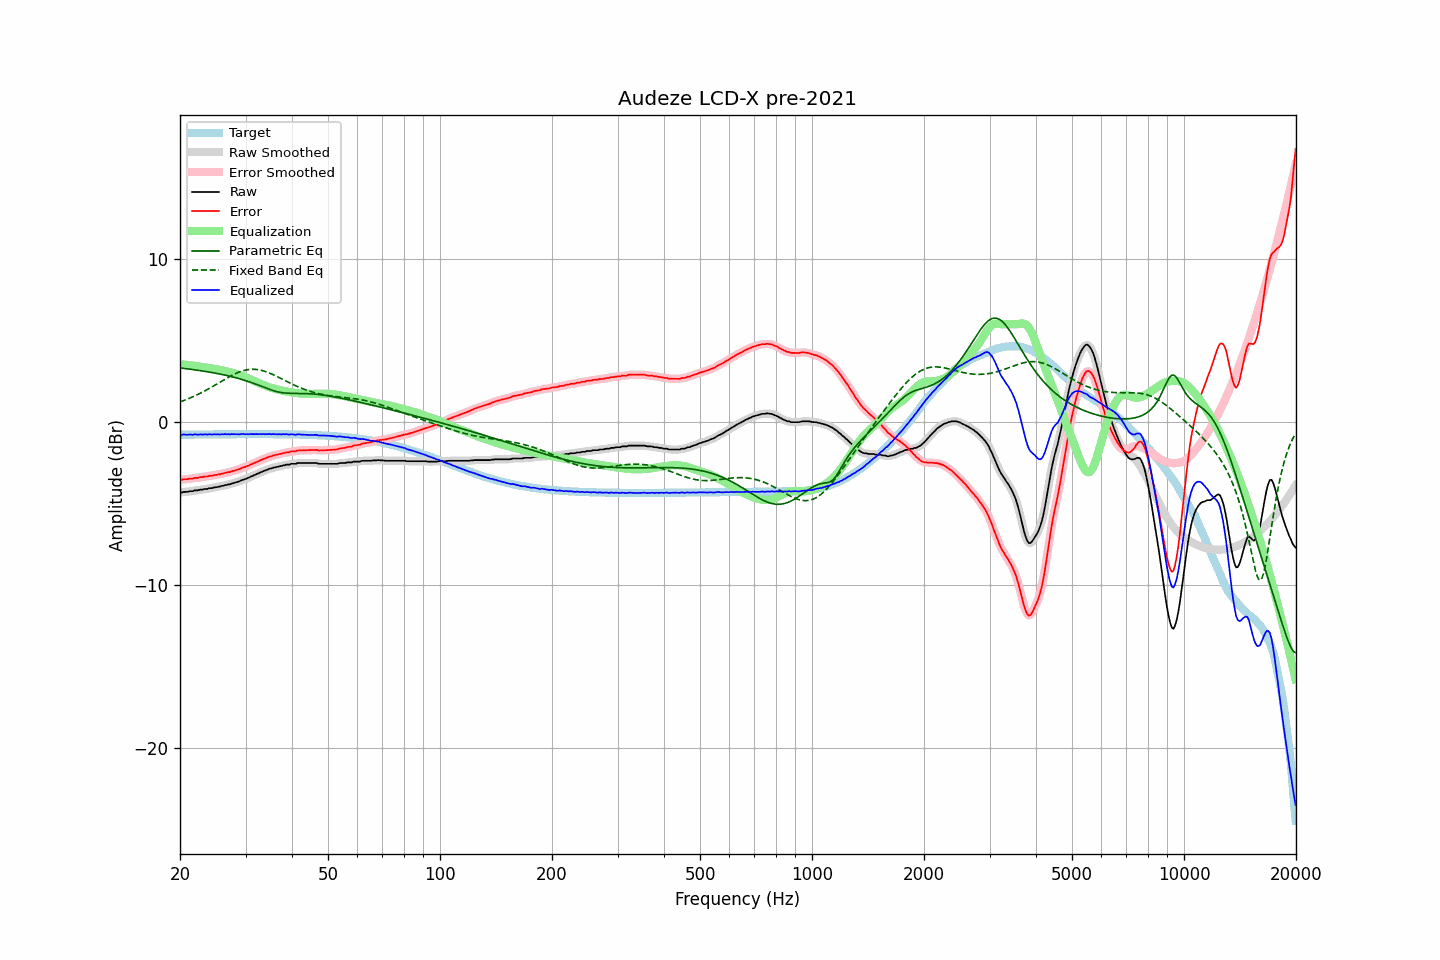 Audeze LCD-X pre-2021
Target
Raw Smoothed
Error Smoothed
Raw
Error
Equalization
Parametric Eq
Fixed Band Eq
Equalized
10
0
−10
−20
Amplitude (dBr)
20 50 100 200 500 1000 2000 5000 10000 20000
Frequency (Hz)